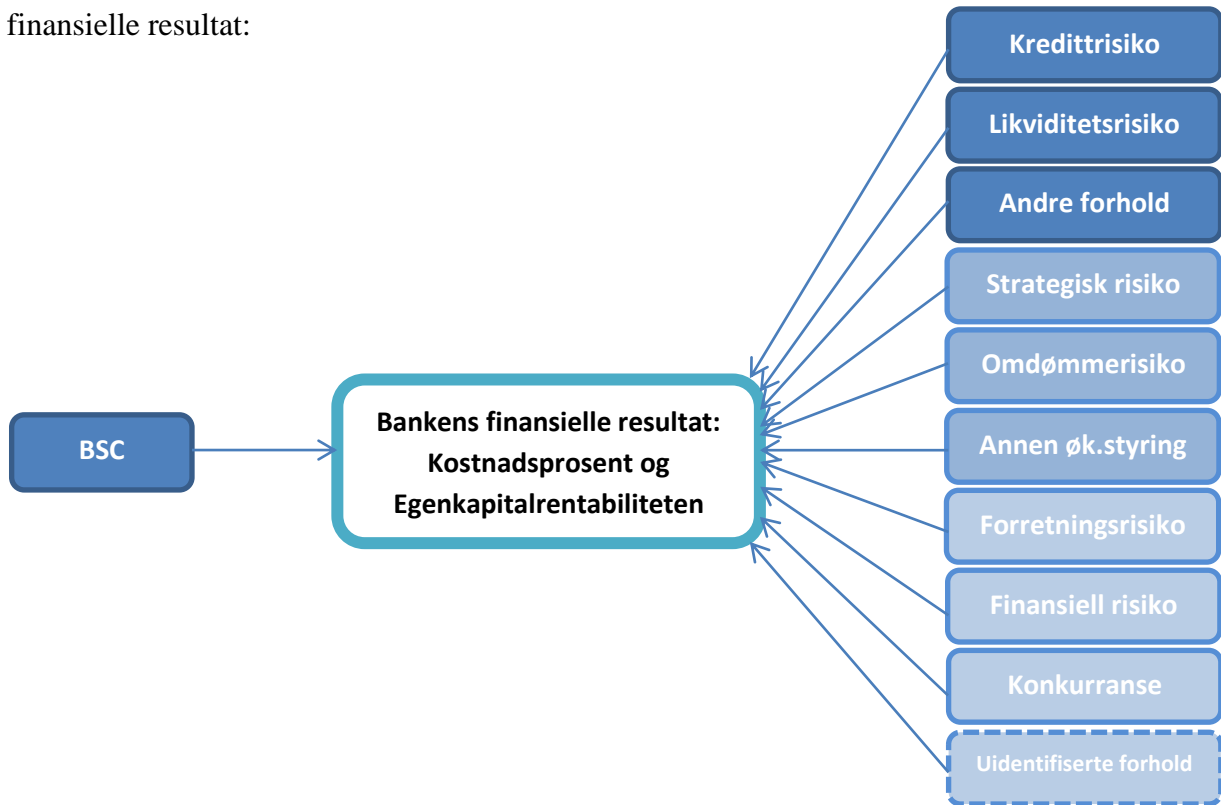 finansielle resultat:
Kredittrisiko
Likviditetsrisiko
Andre forhold
Strategisk risiko
Omdømmerisiko
BSC
Bankens finansielle resultat:
Kostnadsprosent og
Egenkapitalrentabiliteten
Annen øk.styring
Forretningsrisiko
Finansiell risiko
Konkurranse
Uidentifiserte forhold